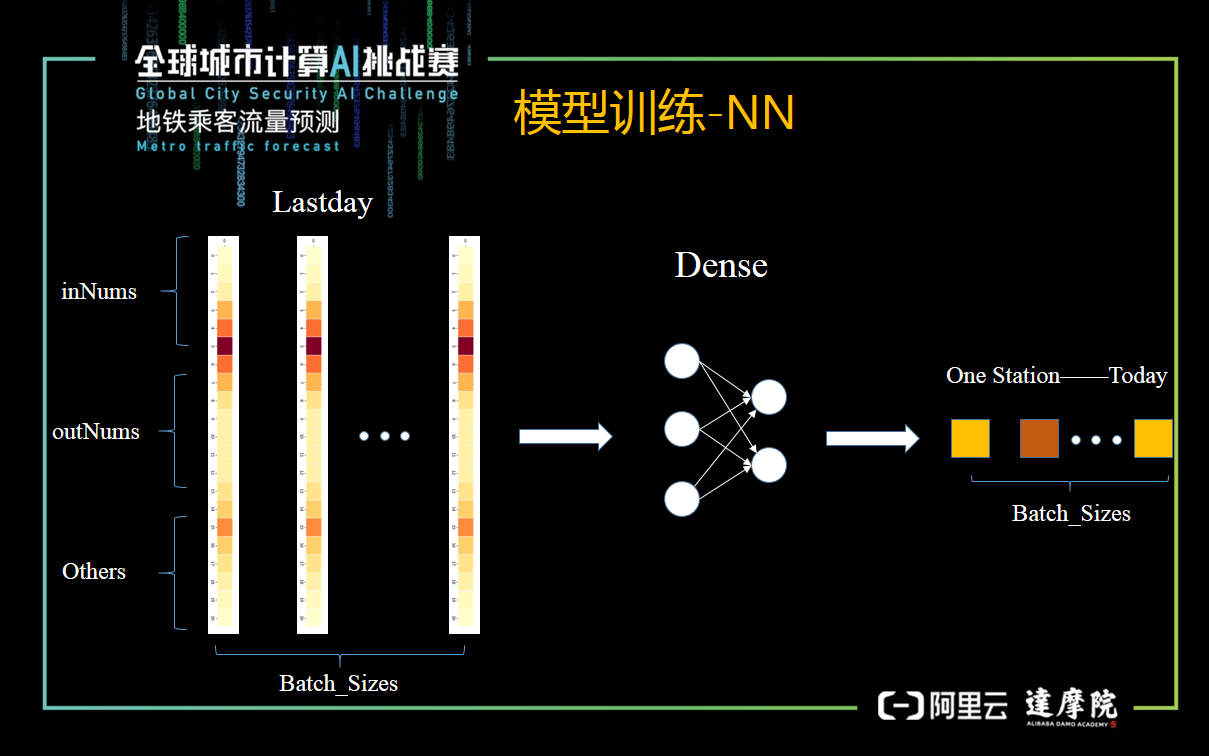 全球城市计算AI挑战赛
Global City Security AI Challenge
地铁乘客流量预测
Metro traffic forecast
模型训练-NN
Lastday
inNums
outNums
Others
Batch_Sizes
Dense
One Station——Today
Batch_Sizes
阿里云
達摩院
ALIBABA DAMO ACADEMY